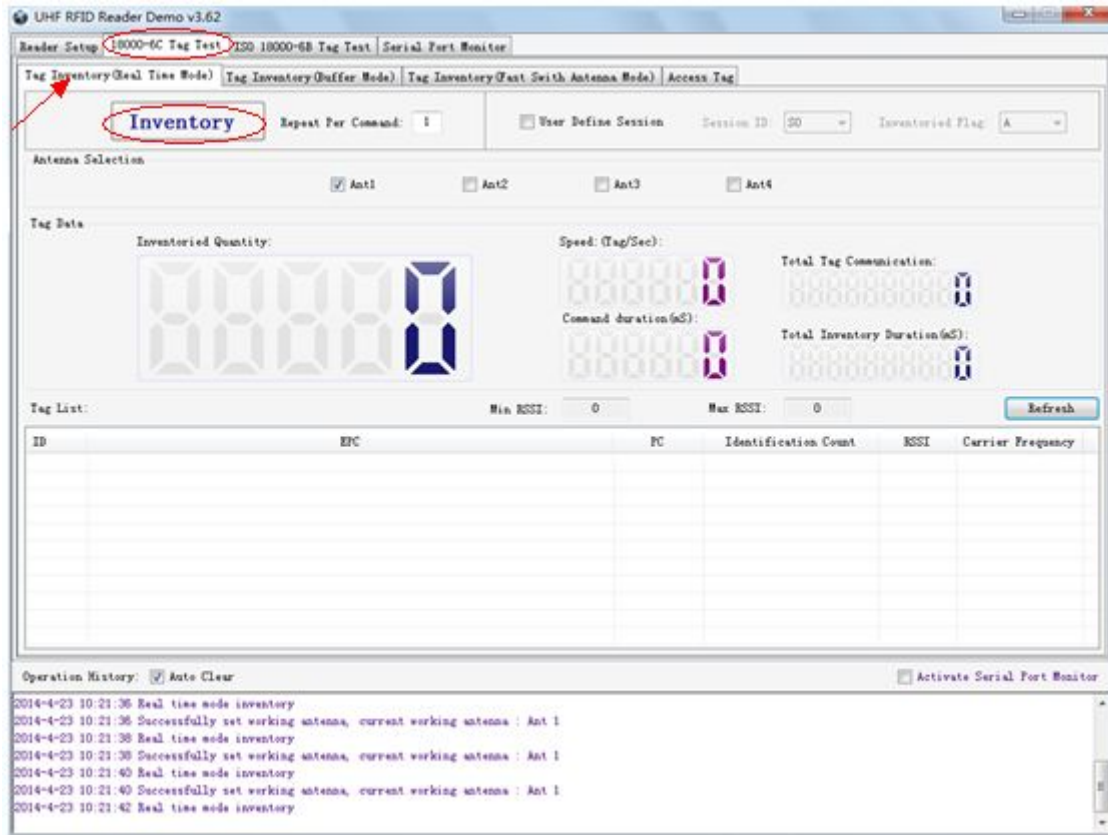 UHF RFID Reader Demo v3.62
Reader Setup 18000-6C Tag Test ISO 18000-6B Tag Test Serial Port Monitor
Tag Inventory(Real Time Mode) Tag Inventory(Buffer Mode) Tag Inventory(Fast Swith Antenna Mode) Access Tag
Inventory Repeat Per Command: 1 User Define Session Session ID: S0 Inventoried Flag: A
Antenna Selection
Ant1 Ant2 Ant3 Ant4
Tag Data
Inventoried Quantity: Speed:(Tag/Sec):
Total Tag Communication:
0 0 0
Command duration(mS):
Total Inventory Duration(mS):
0 0
Tag List: Min RSSI: 0 Max RSSI: 0 Refresh
ID EPC PC Identification Count RSSI Carrier Frequency
Operation History: Auto Clear Activate Serial Port Monitor
2014-4-23 10:21:36 Real time mode inventory
2014-4-23 10:21:36 Successfully set working antenna, current working antenna : Ant 1
2014-4-23 10:21:38 Real time mode inventory
2014-4-23 10:21:38 Successfully set working antenna, current working antenna : Ant 1
2014-4-23 10:21:40 Real time mode inventory
2014-4-23 10:21:40 Successfully set working antenna, current working antenna : Ant 1
2014-4-23 10:21:42 Real time mode inventory